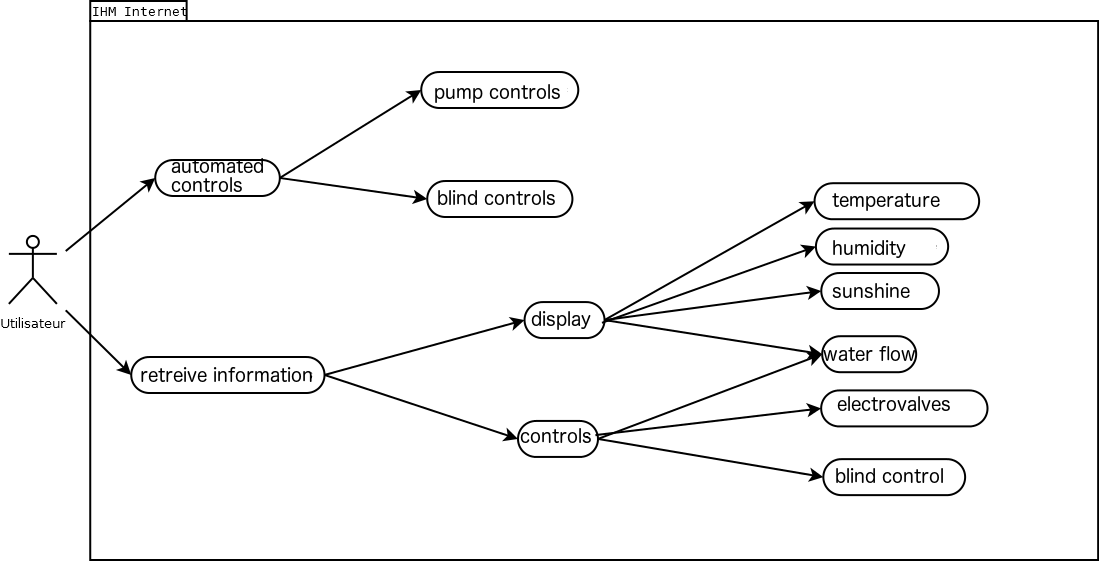 IHM Internet
pump controls
automated
controls
blind controls
temperature
humidity
sunshine
Utilisateur
display
water flow
retreive information
electrovalves
controls
blind control